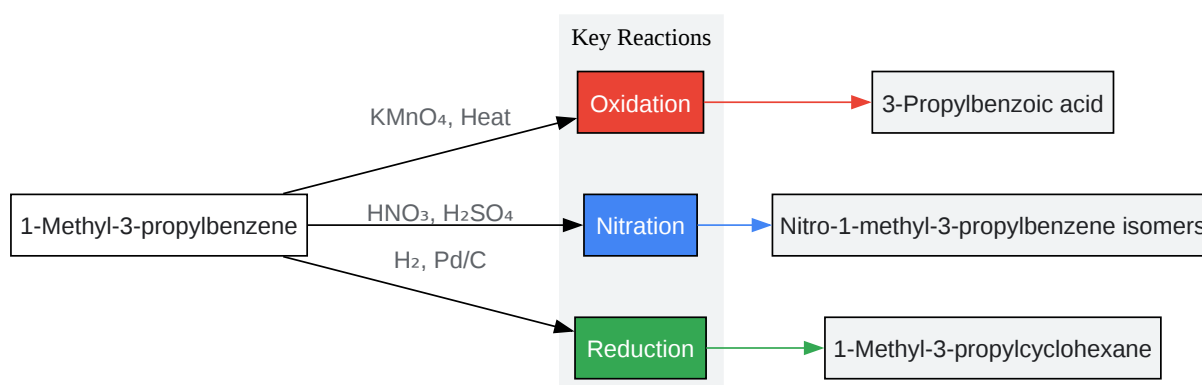 Key Reactions
KMnO₄, Heat
Oxidation
3-Propylbenzoic acid
1-Methyl-3-propylbenzene
HNO₃, H₂SO₄
Nitration
Nitro-1-methyl-3-propylbenzene isomers
H₂, Pd/C
Reduction
1-Methyl-3-propylcyclohexane